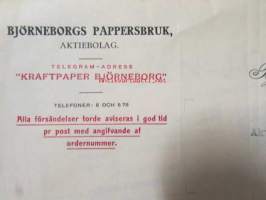 BJÖRNEBORGS PAPPERSBRUK,
AKTIEBOLAG.
TELEGRAM-ADRESS
"KRAFTPAPER BJÖRNEBORG"
TELEFONER: 6 OCH 578
Alla försändelser torde aviseras i god tid
pr post med angifvande af
ordernummer.